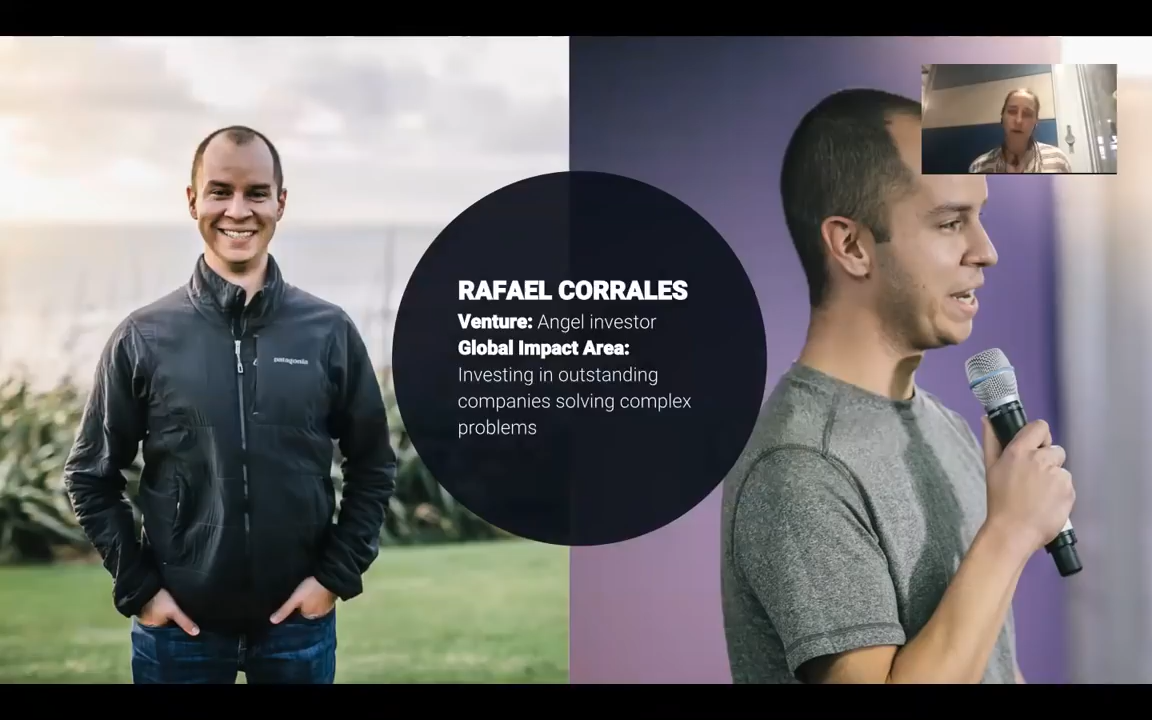 RAFAEL CORRALES
Venture: Angel investor
Global Impact Area:
Investing in outstanding
companies solving complex
problems
patagonia